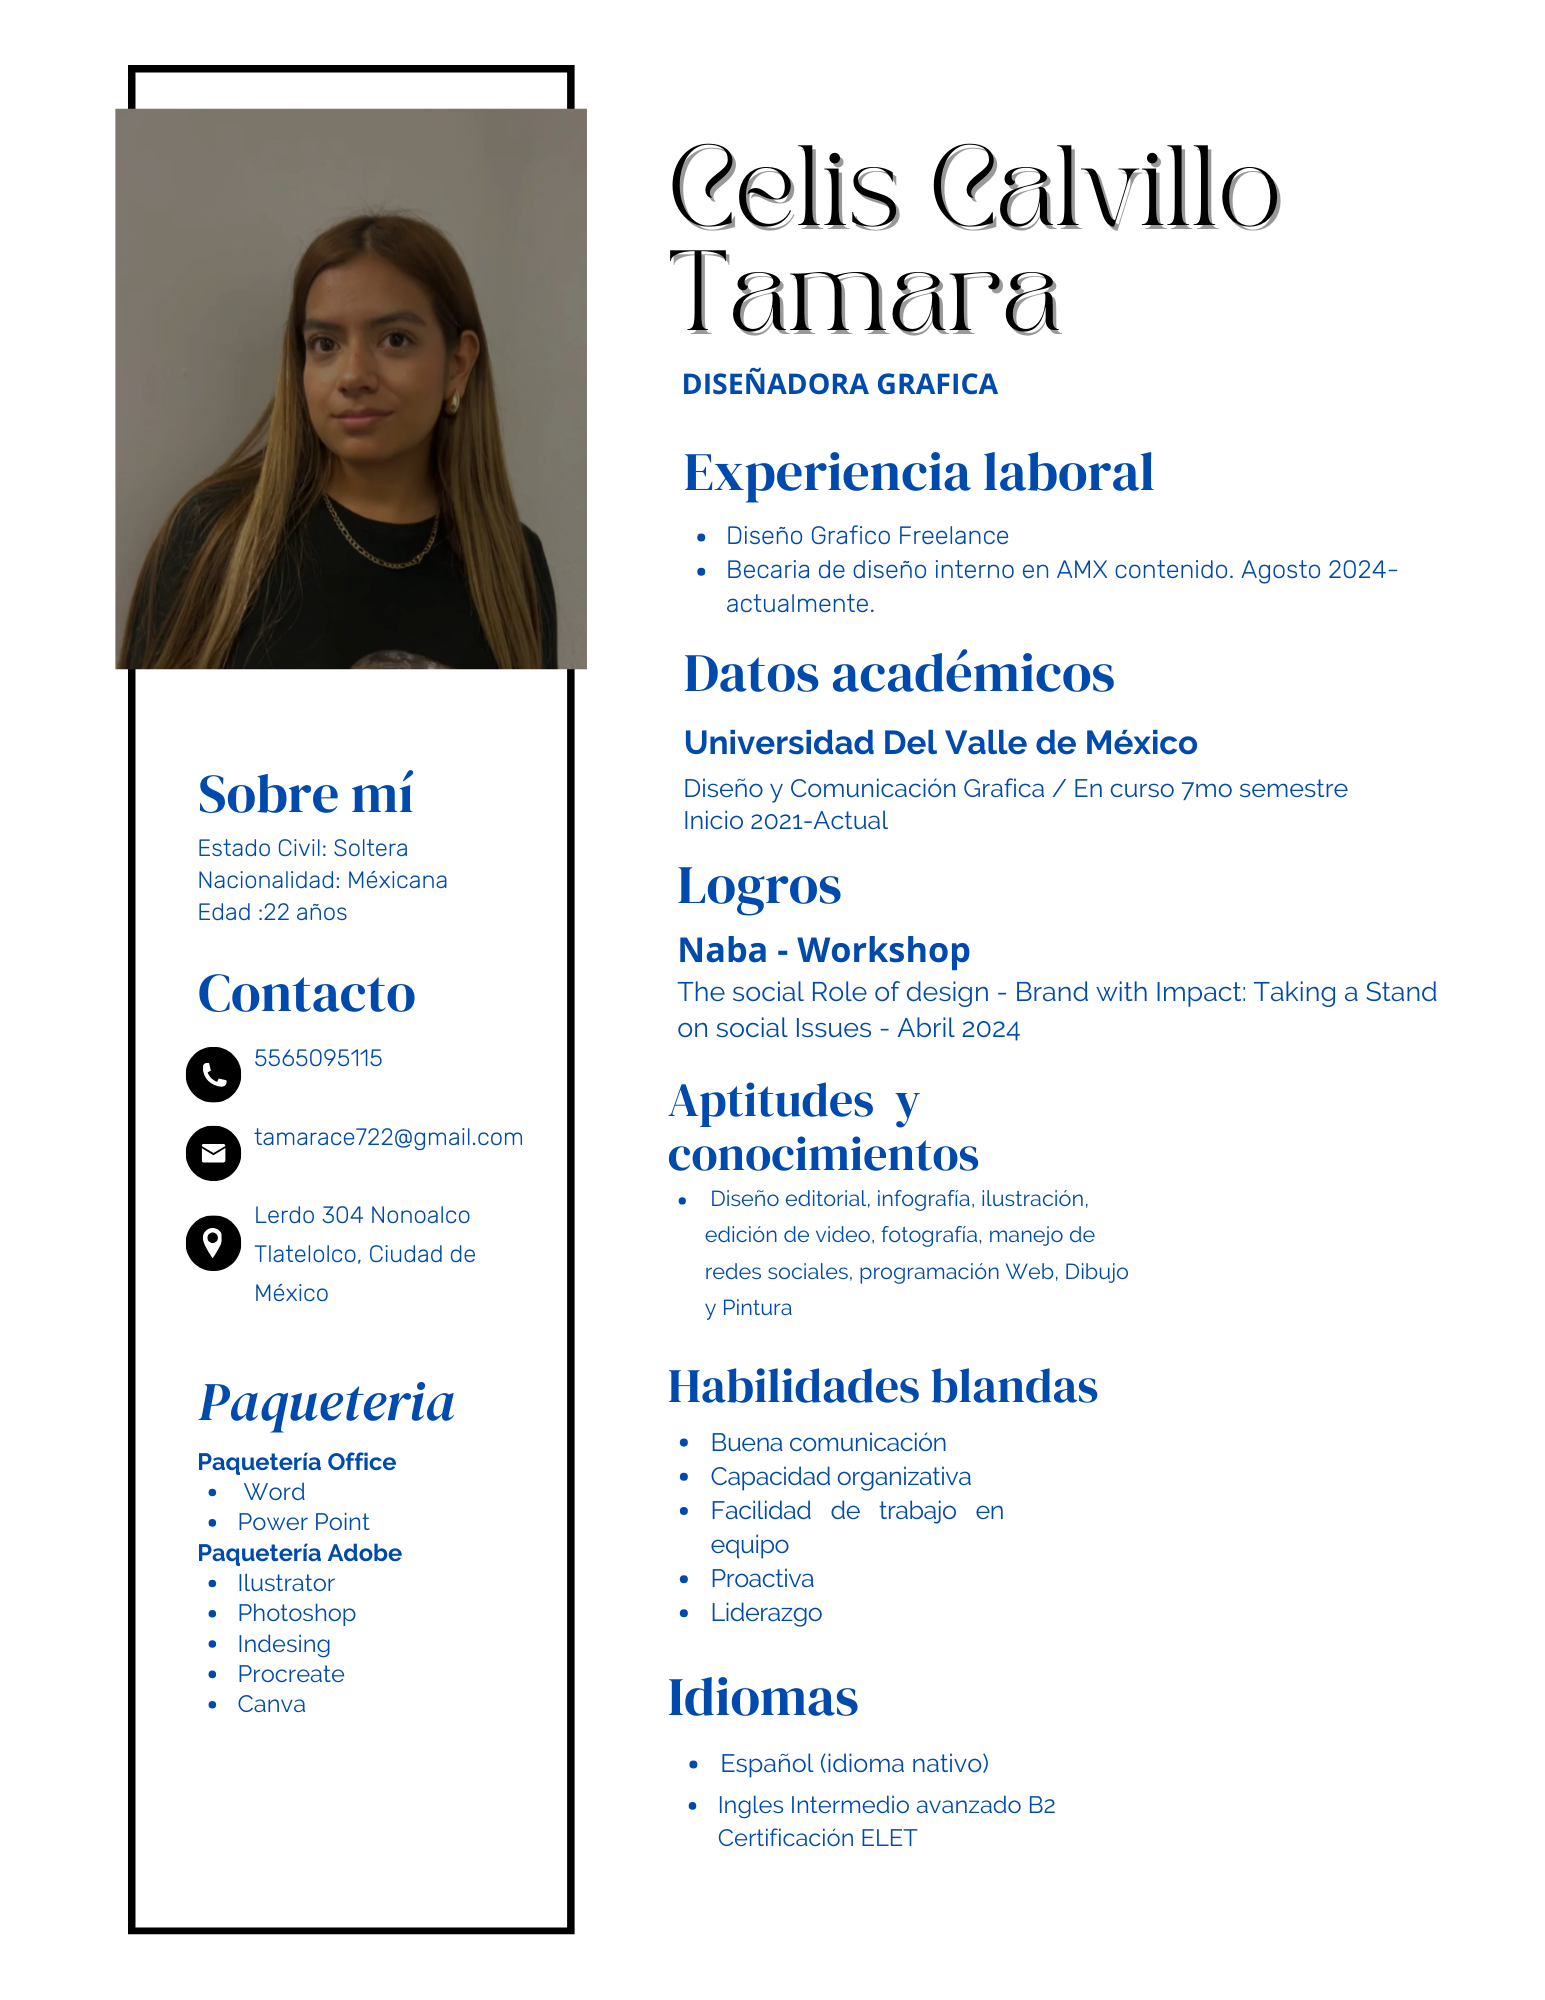 Celis Calvillo
Tamara
DISEÑADORA GRAFICA
Experiencia laboral
Diseño Grafico Freelance
Becaria de diseño interno en AMX contenido. Agosto 2024-
actualmente.
Datos académicos
Universidad Del Valle de México
Diseño y Comunicación Grafica / En curso 7mo semestre
Inicio 2021-Actual
Logros
Naba - Workshop
The social Role of design - Brand with Impact: Taking a Stand
on social Issues - Abril 2024
Aptitudes y
conocimientos
Diseño editorial, infografía, ilustración,
edición de video, fotografía, manejo de
redes sociales, programación Web, Dibujo
y Pintura
Habilidades blandas
Buena comunicación
Capacidad organizativa
Facilidad de trabajo en
equipo
Proactiva
Liderazgo
Idiomas
Español (idioma nativo)
Ingles Intermedio avanzado B2
Certificación ELET
Sobre mí
Estado Civil: Soltera
Nacionalidad: Méxicana
Edad :22 años
Contacto
5565095115
tamarace722@gmail.com
Lerdo 304 Nonoalco
Tlatelolco, Ciudad de
México
Paqueteria
Paquetería Office
Word
Power Point
Paquetería Adobe
Ilustrator
Photoshop
Indesing
Procreate
Canva